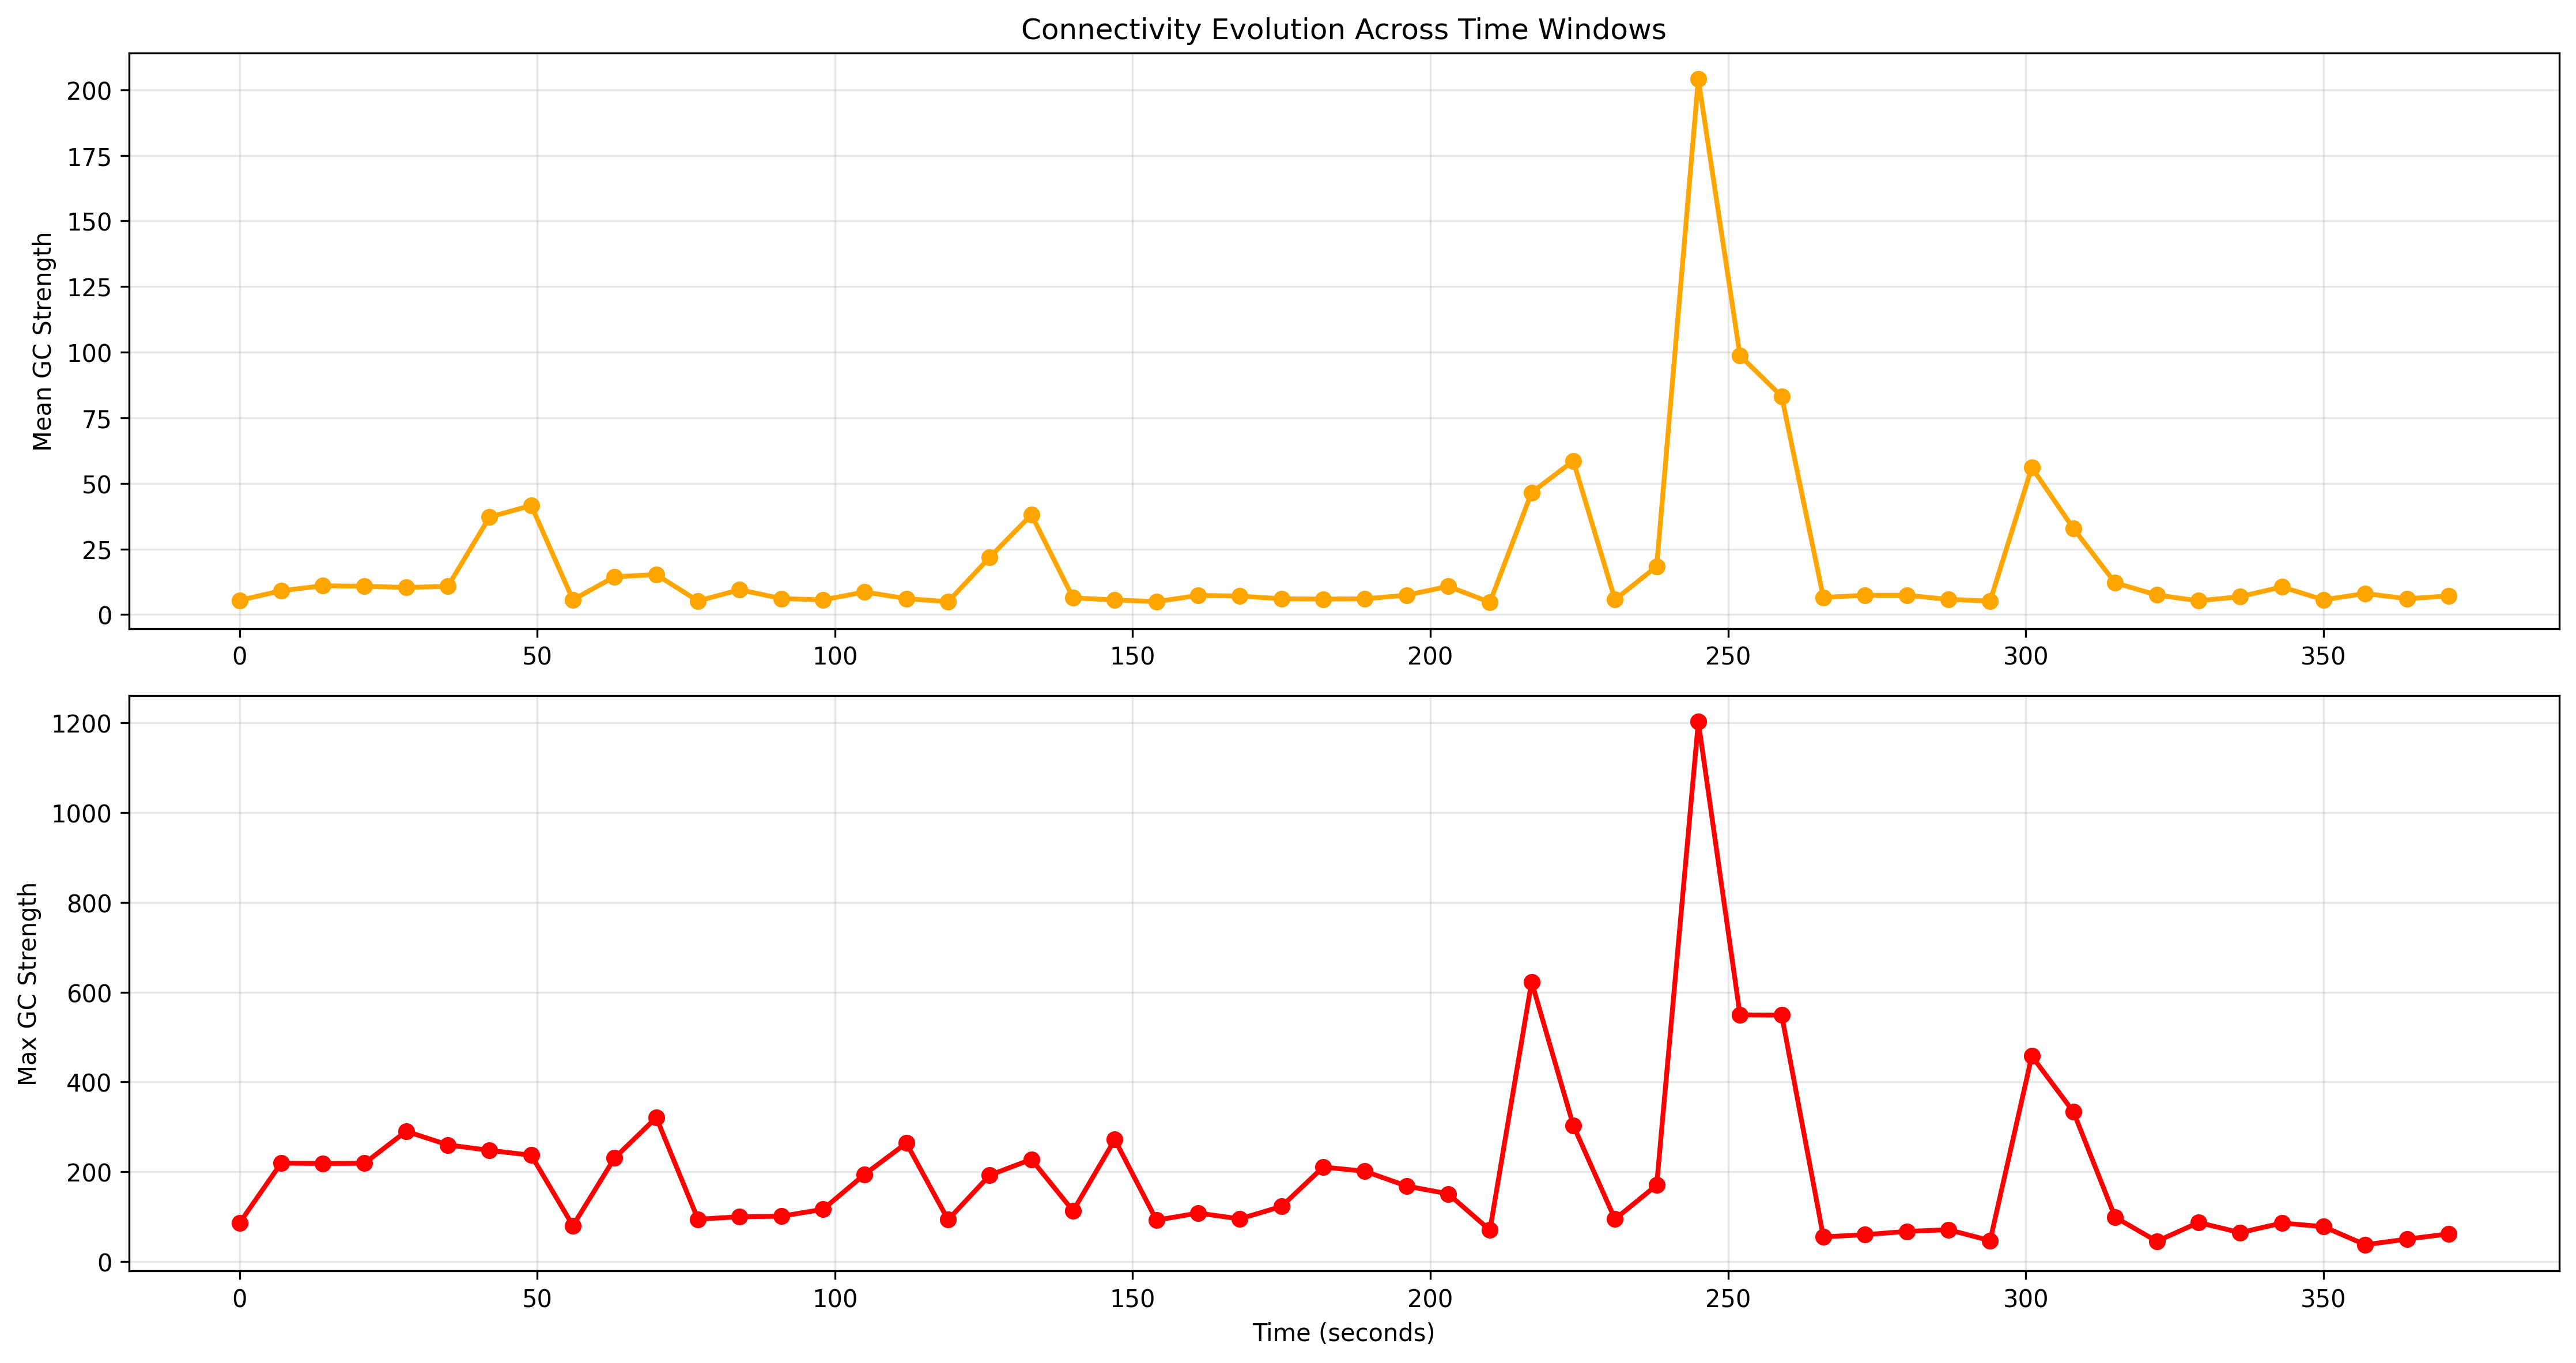 Connectivity Evolution Across Time Windows
Mean GC Strength
200
175
150
125
100
75
50
25
0
0 50 100 150 200 250 300 350
Max GC Strength
1200
1000
800
600
400
200
0
0 50 100 150 200 250 300 350
Time (seconds)